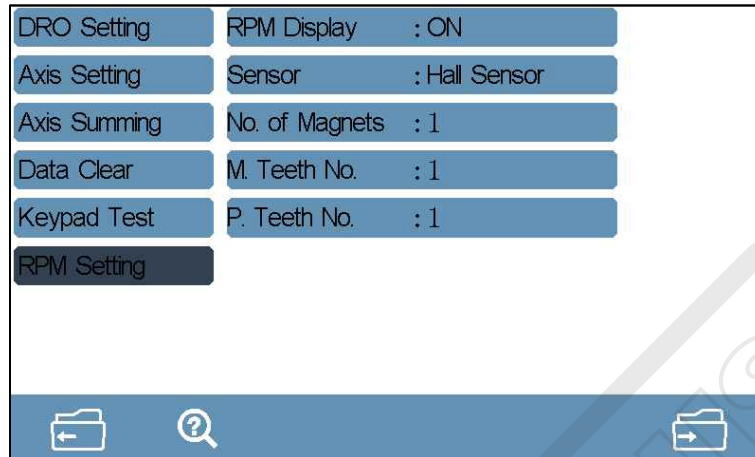 DRO Setting
RPM Display : ON
Axis Setting
Sensor : Hall Sensor
Axis Summing
No. of Magnets : 1
Data Clear
M. Teeth No. : 1
Keypad Test
P. Teeth No. : 1
RPM Setting